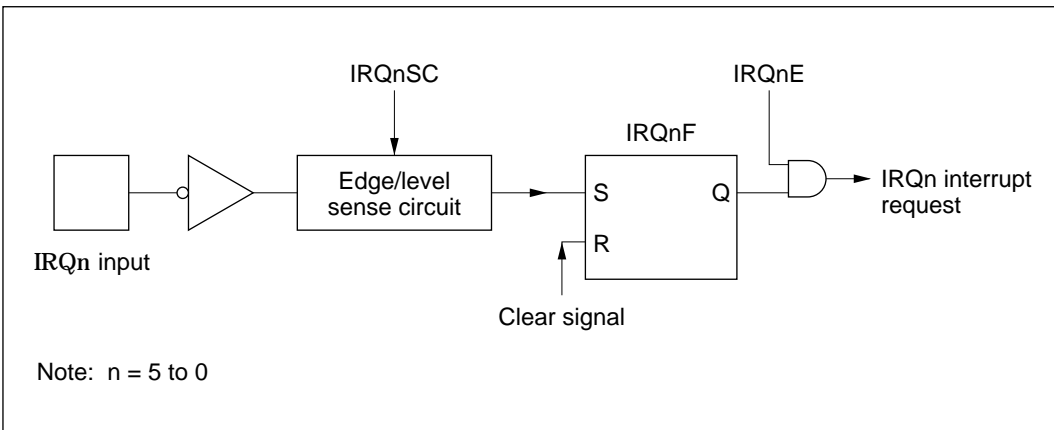 IRQnSC
IRQnE
IRQnF
Edge/level
sense circuit
S
Q
R
IRQn interrupt
request
IRQn input
Clear signal
Note: n = 5 to 0